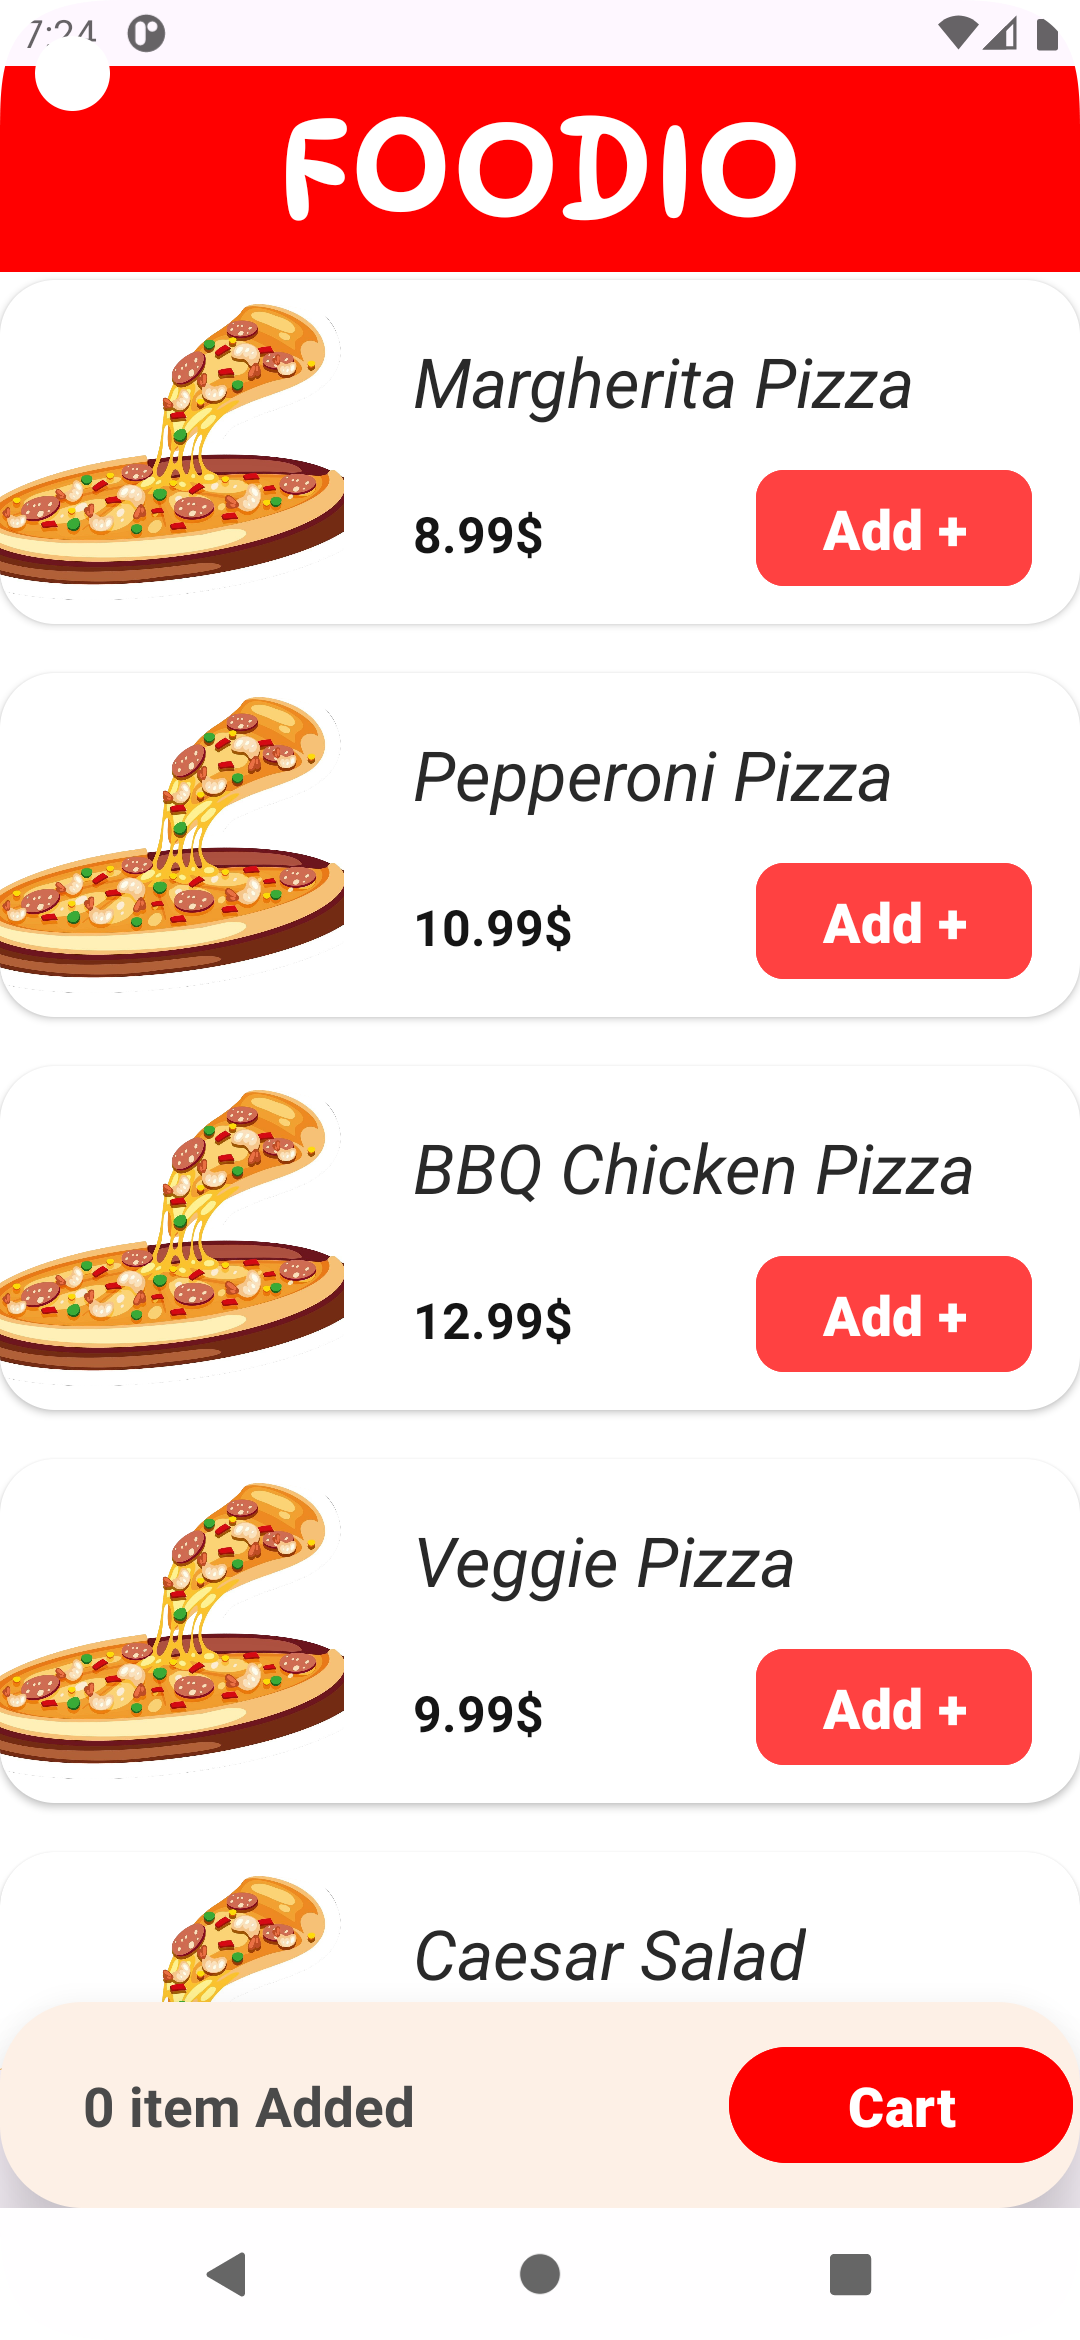 7:24
FOODIO
Margherita Pizza
8.99$
Add +
Pepperoni Pizza
10.99$
Add +
BBQ Chicken Pizza
12.99$
Add +
Veggie Pizza
9.99$
Add +
Caesar Salad
0 item Added
Cart